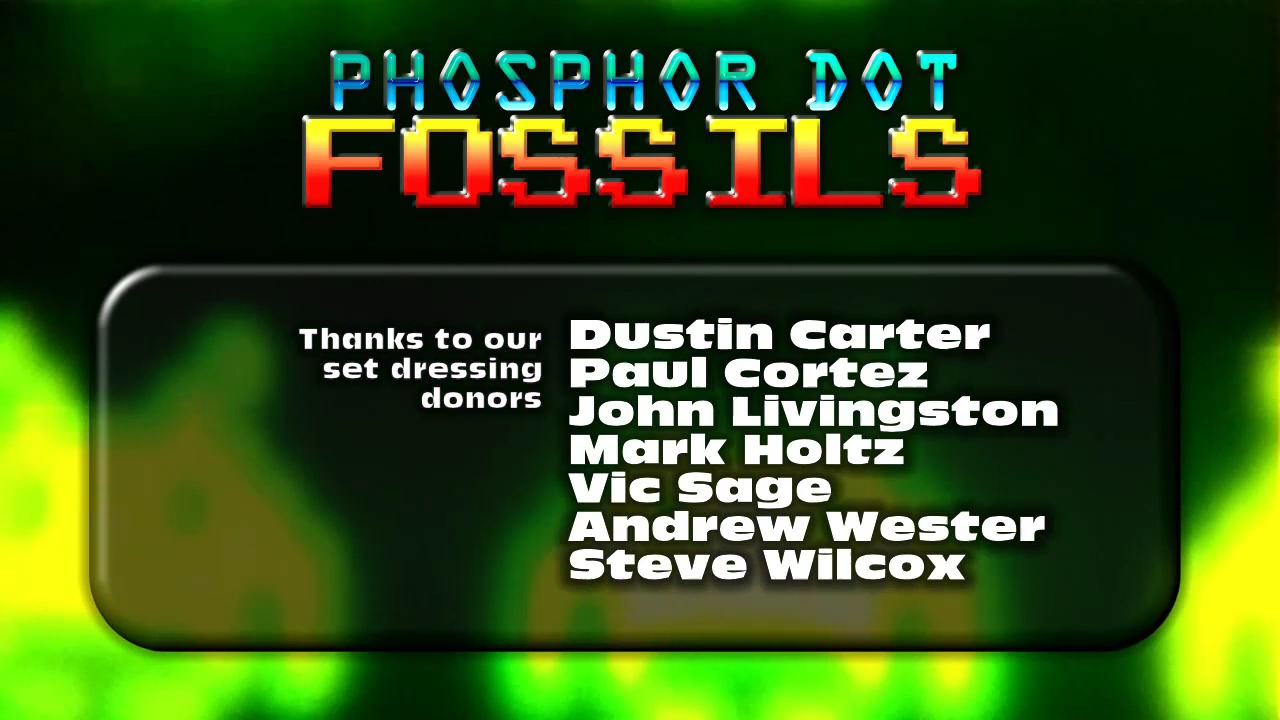 PHOSPHOR DOT
FOSSILS
Thanks to our
set dressing
donors
Dustin Carter
Paul Cortez
John Livingston
Mark Holtz
Vic Sage
Andrew Wester
Steve Wilcox